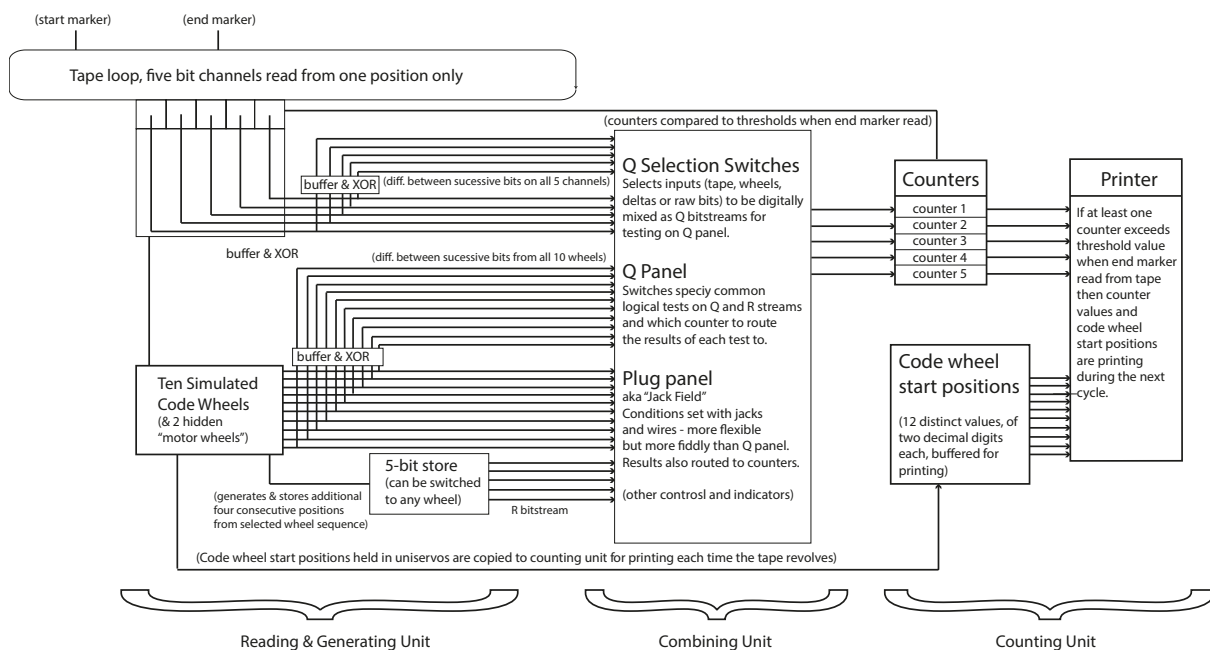 (start marker)
(end marker)
Tape loop, five bit channels read from one position only
(counters compared to thresholds when end marker read)
buffer & XOR
(diff. between sucessive bits on all 5 channels)
buffer & XOR
(diff. between sucessive bits from all 10 wheels)
buffer & XOR
Ten Simulated
Code Wheels
(& 2 hidden
“motor wheels”)
(generates & stores additional
four consecutive positions
from selected wheel sequence)
5-bit store
(can be switched
to any wheel)
R bitstream
Q Selection Switches
Selects inputs (tape, wheels,
deltas or raw bits) to be digitally
mixed as Q bitstreams for
testing on Q panel.
Q Panel
Switches speciy common
logical tests on Q and R streams
and which counter to route
the results of each test to.
Plug panel
aka “Jack Field”
Conditions set with jacks
and wires - more flexible
but more fiddly than Q panel.
Results also routed to counters.
(other controsl and indicators)
Counters
counter 1
counter 2
counter 3
counter 4
counter 5
Code wheel
start positions
(12 distinct values, of
two decimal digits
each, buffered for
printing)
Printer
If at least one
counter exceeds
threshold value
when end marker
read from tape
then counter
values and
code wheel
start positions
are printing
during the next
cycle.
(Code wheel start positions held in uniservos are copied to counting unit for printing each time the tape revolves)
Reading & Generating Unit
Combining Unit
Counting Unit